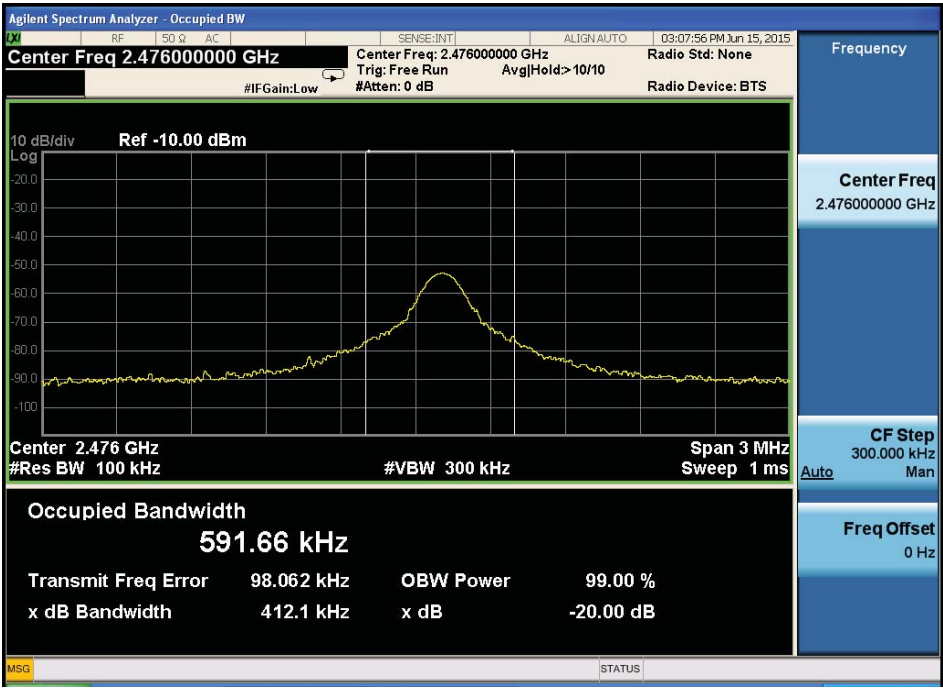 Agilent Spectrum Analyzer - Occupied BW
LXI RF 50 Ω AC SENSE:INT ALIGN AUTO 03:07:56 PM Jun 15, 2015
Center Freq 2.476000000 GHz
Center Freq: 2.476000000 GHz
Radio Std: None
Trig: Free Run Avg|Hold:>10/10
#IFGain:Low
#Atten: 0 dB
Radio Device: BTS
10 dB/div Ref -10.00 dBm
Log
-20.0
-30.0
-40.0
-50.0
-60.0
-70.0
-80.0
-90.0
-100
Center 2.476 GHz
Span 3 MHz
#Res BW 100 kHz
#VBW 300 kHz
Sweep 1 ms
Occupied Bandwidth
591.66 kHz
Transmit Freq Error 98.062 kHz OBW Power 99.00 %
x dB Bandwidth 412.1 kHz x dB -20.00 dB
MSG
STATUS
Frequency
Center Freq
2.476000000 GHz
CF Step
300.000 kHz
Auto Man
Freq Offset
0 Hz